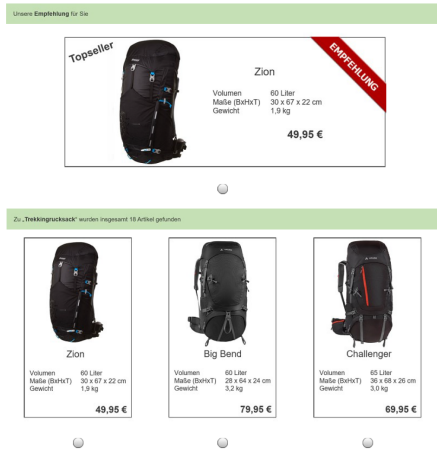 Unsere Empfehlung für Sie
Topseller
EMPFEHLUNG
Zion
Volumen 60 Liter
Maße (BxHxT) 30 x 67 x 22 cm
Gewicht 1,9 kg
49,95 €
Zu „Trekkingrucksack“ wurden insgesamt 18 Artikel gefunden
Zion
Volumen 60 Liter
Maße (BxHxT) 30 x 67 x 22 cm
Gewicht 1,9 kg
49,95 €
Big Bend
Volumen 60 Liter
Maße (BxHxT) 28 x 64 x 24 cm
Gewicht 3,2 kg
79,95 €
Challenger
Volumen 65 Liter
Maße (BxHxT) 36 x 68 x 26 cm
Gewicht 3,0 kg
69,95 €